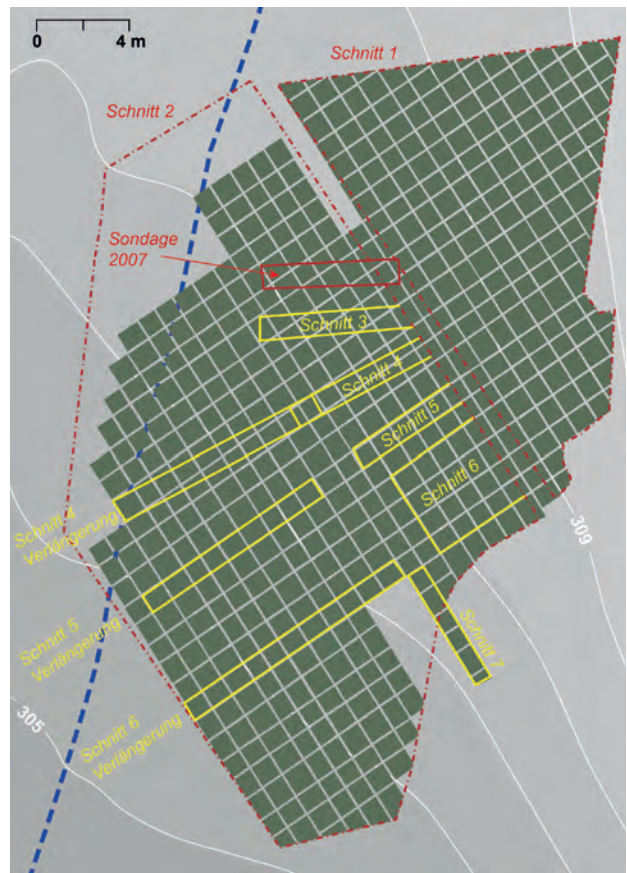 0 4 m
Schnitt 1
Schnitt 2
Sondage
2007
Schnitt 3
Schnitt 4
Schnitt 5
Schnitt 6
309
Schnitt 4
Verlängerung
Schnitt 5
Verlängerung
Schnitt 7
Schnitt 6
Verlängerung
305